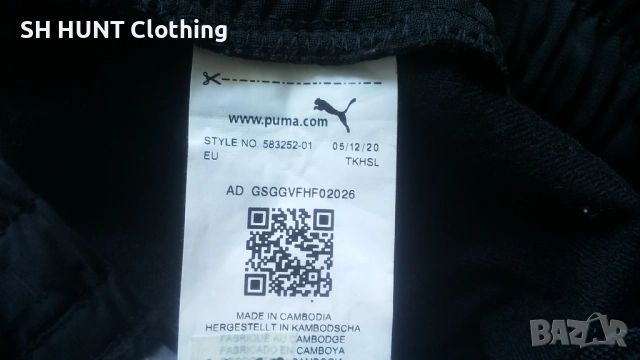 SH HUNT Clothing
www.puma.com
STYLE NO. 583252-01 05/12/20
EU TKHSL
AD GSGGVFHF02026
MADE IN CAMBODIA
HERGESTELLT IN KAMBODSCHA
FABRIQUÉ AU CAMBODGE
FABRICADO EN CAMBOYA
BAZAR